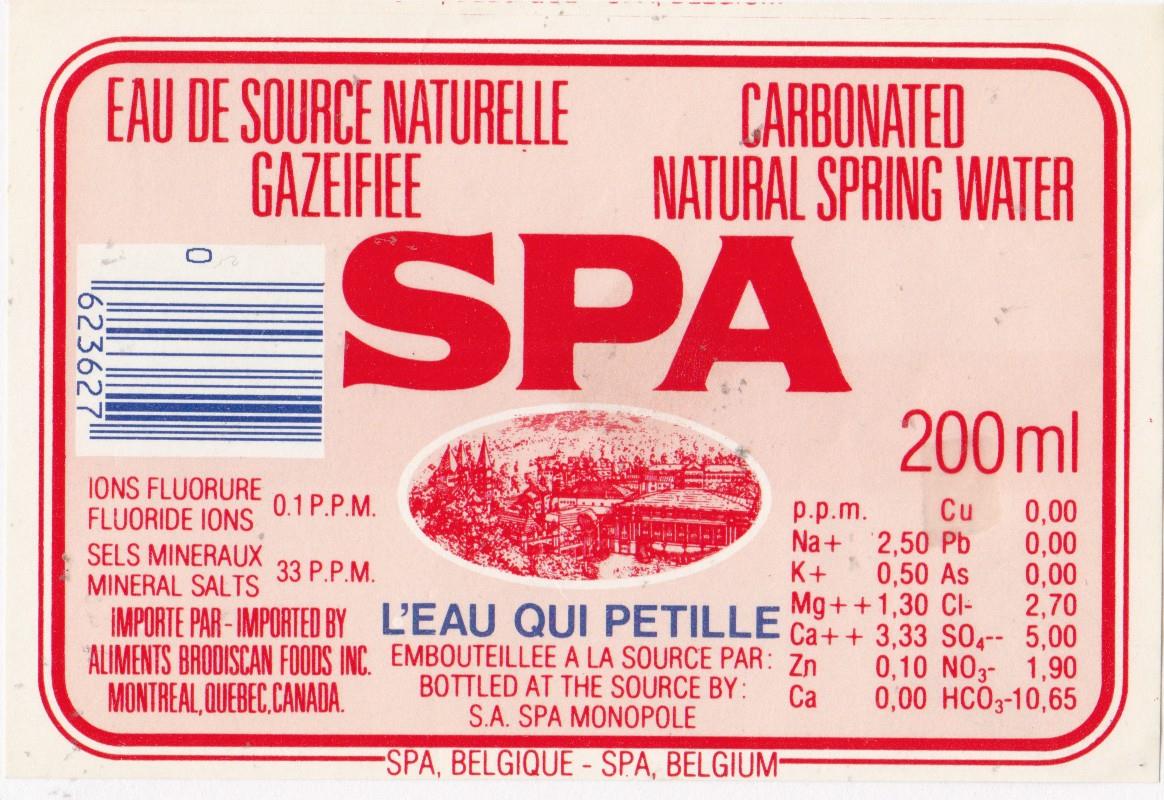 EAU DE SOURCE NATURELLE
GAZEIFIEE
CARBONATED
NATURAL SPRING WATER
SPA
0
623627
200 ml
IONS FLUORURE
FLUORIDE IONS 0.1 P.P.M.
SELS MINERAUX
MINERAL SALTS 33 P.P.M.
IMPORTE PAR - IMPORTED BY
ALIMENTS BRODISCAN FOODS INC.
MONTREAL, QUEBEC, CANADA.
L'EAU QUI PETILLE
EMBOUTEILLEE A LA SOURCE PAR:
BOTTLED AT THE SOURCE BY:
S.A. SPA MONOPOLE
p.p.m. Cu 0,00
Na+ 2,50 Pb 0,00
K+ 0,50 As 0,00
Mg++ 1,30 Cl- 2,70
Ca++ 3,33 SO₄-- 5,00
Zn 0,10 NO₃- 1,90
Ca 0,00 HCO₃- 10,65
SPA, BELGIQUE - SPA, BELGIUM